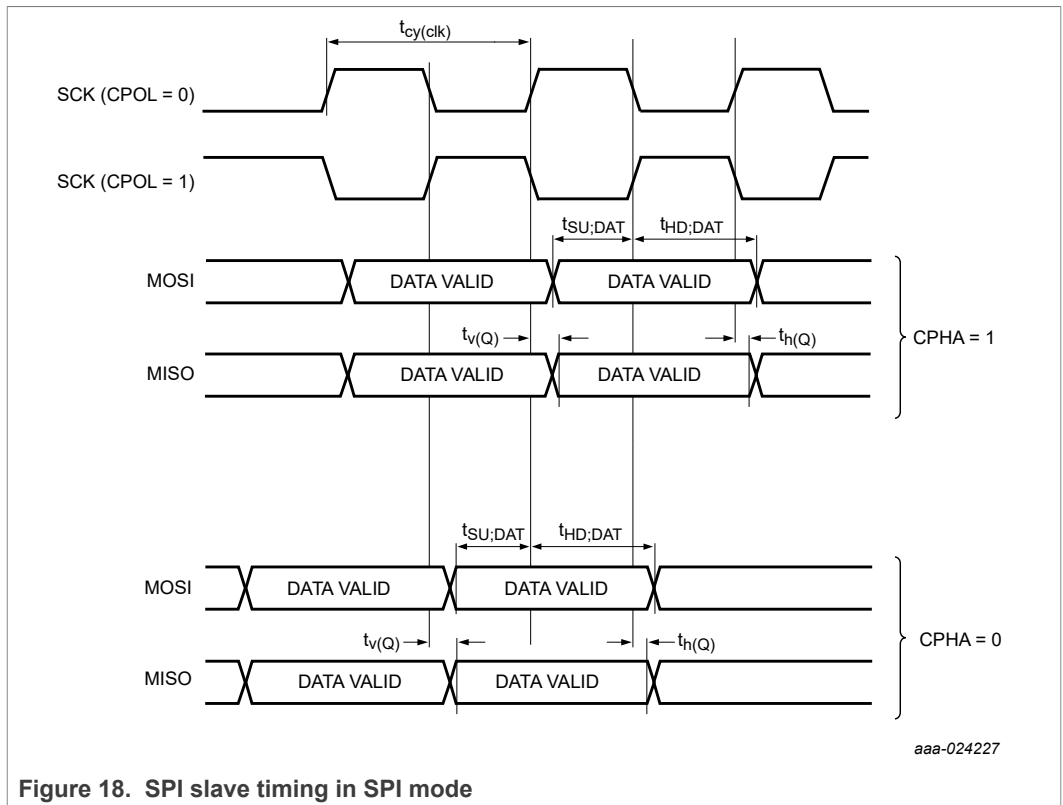 tcy(clk)
SCK (CPOL = 0)
SCK (CPOL = 1)
tSU;DAT tHD;DAT
MOSI DATA VALID DATA VALID
tv(Q) th(Q)
CPHA = 1
MISO DATA VALID DATA VALID
tSU;DAT tHD;DAT
MOSI DATA VALID DATA VALID
tv(Q) th(Q)
CPHA = 0
MISO DATA VALID DATA VALID
aaa-024227
Figure 18. SPI slave timing in SPI mode